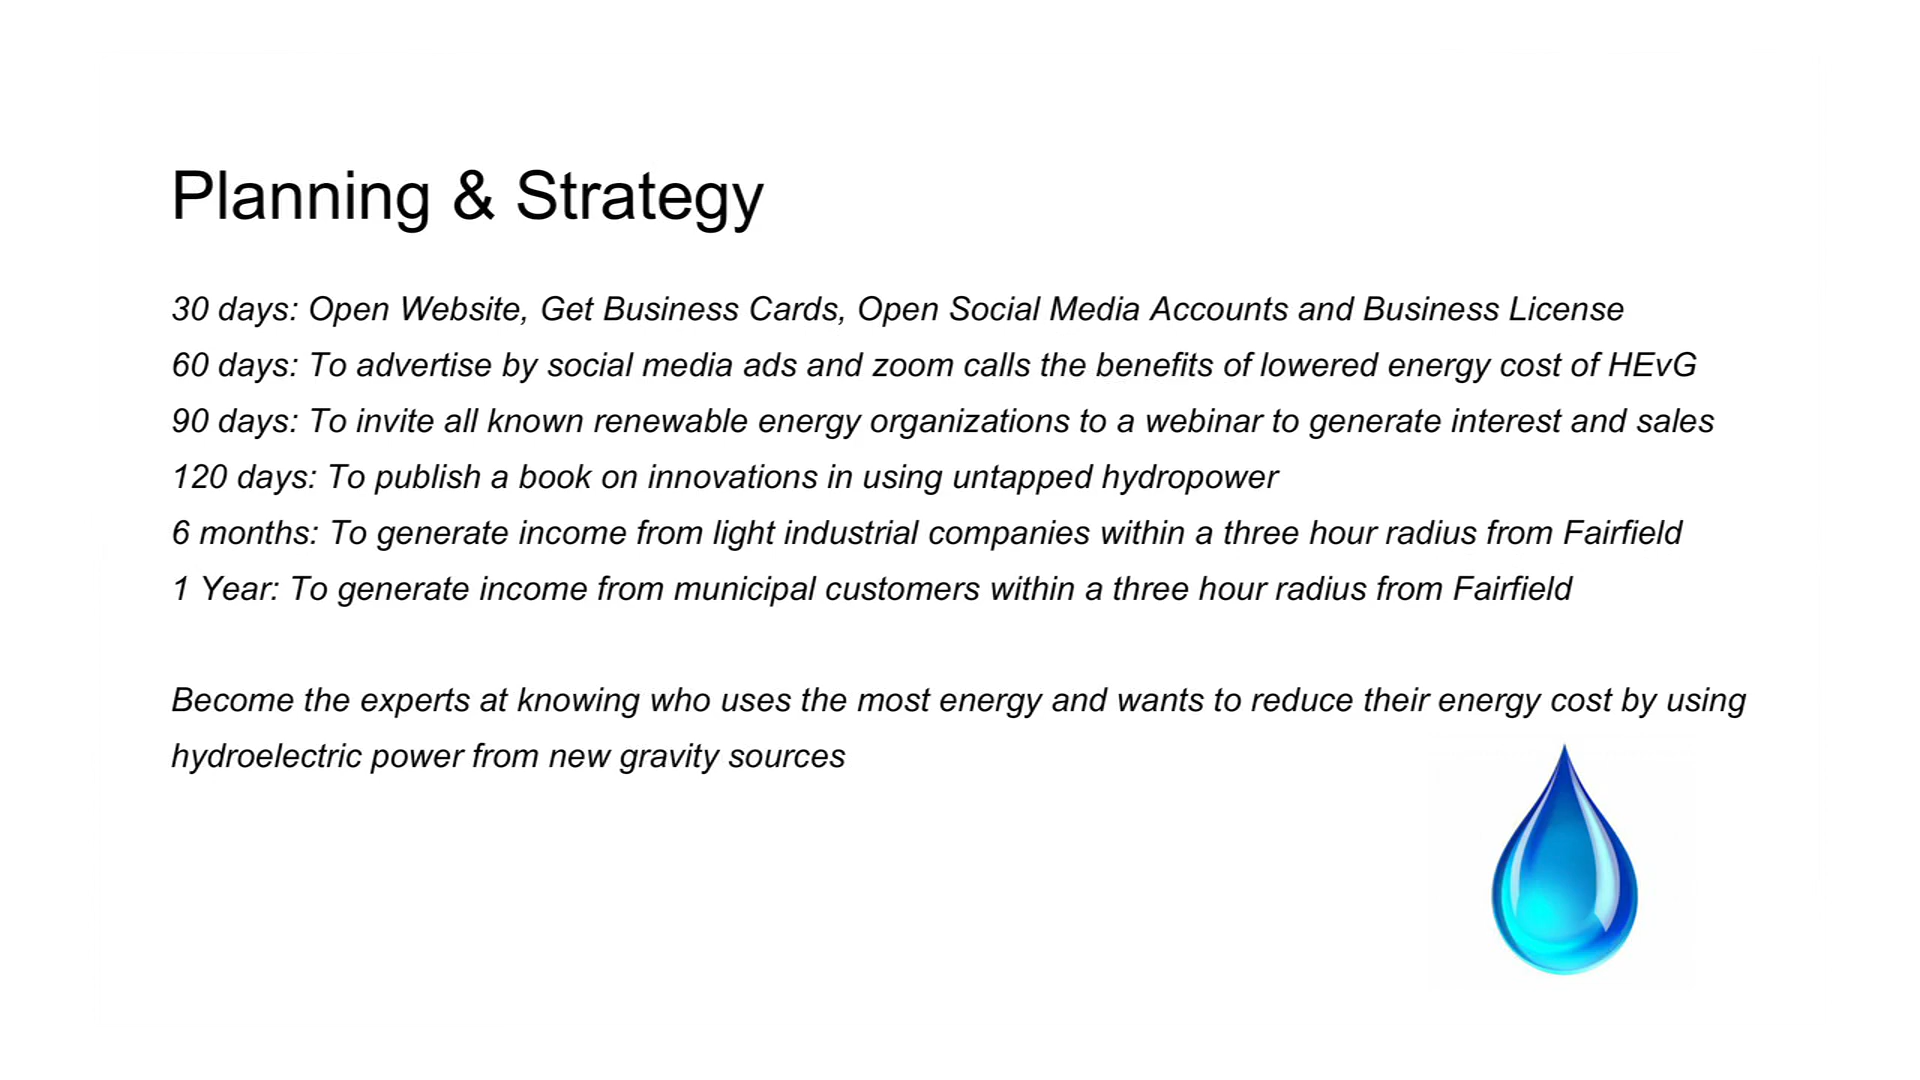 Planning & Strategy
30 days: Open Website, Get Business Cards, Open Social Media Accounts and Business License
60 days: To advertise by social media ads and zoom calls the benefits of lowered energy cost of HEvG
90 days: To invite all known renewable energy organizations to a webinar to generate interest and sales
120 days: To publish a book on innovations in using untapped hydropower
6 months: To generate income from light industrial companies within a three hour radius from Fairfield
1 Year: To generate income from municipal customers within a three hour radius from Fairfield
Become the experts at knowing who uses the most energy and wants to reduce their energy cost by using
hydroelectric power from new gravity sources